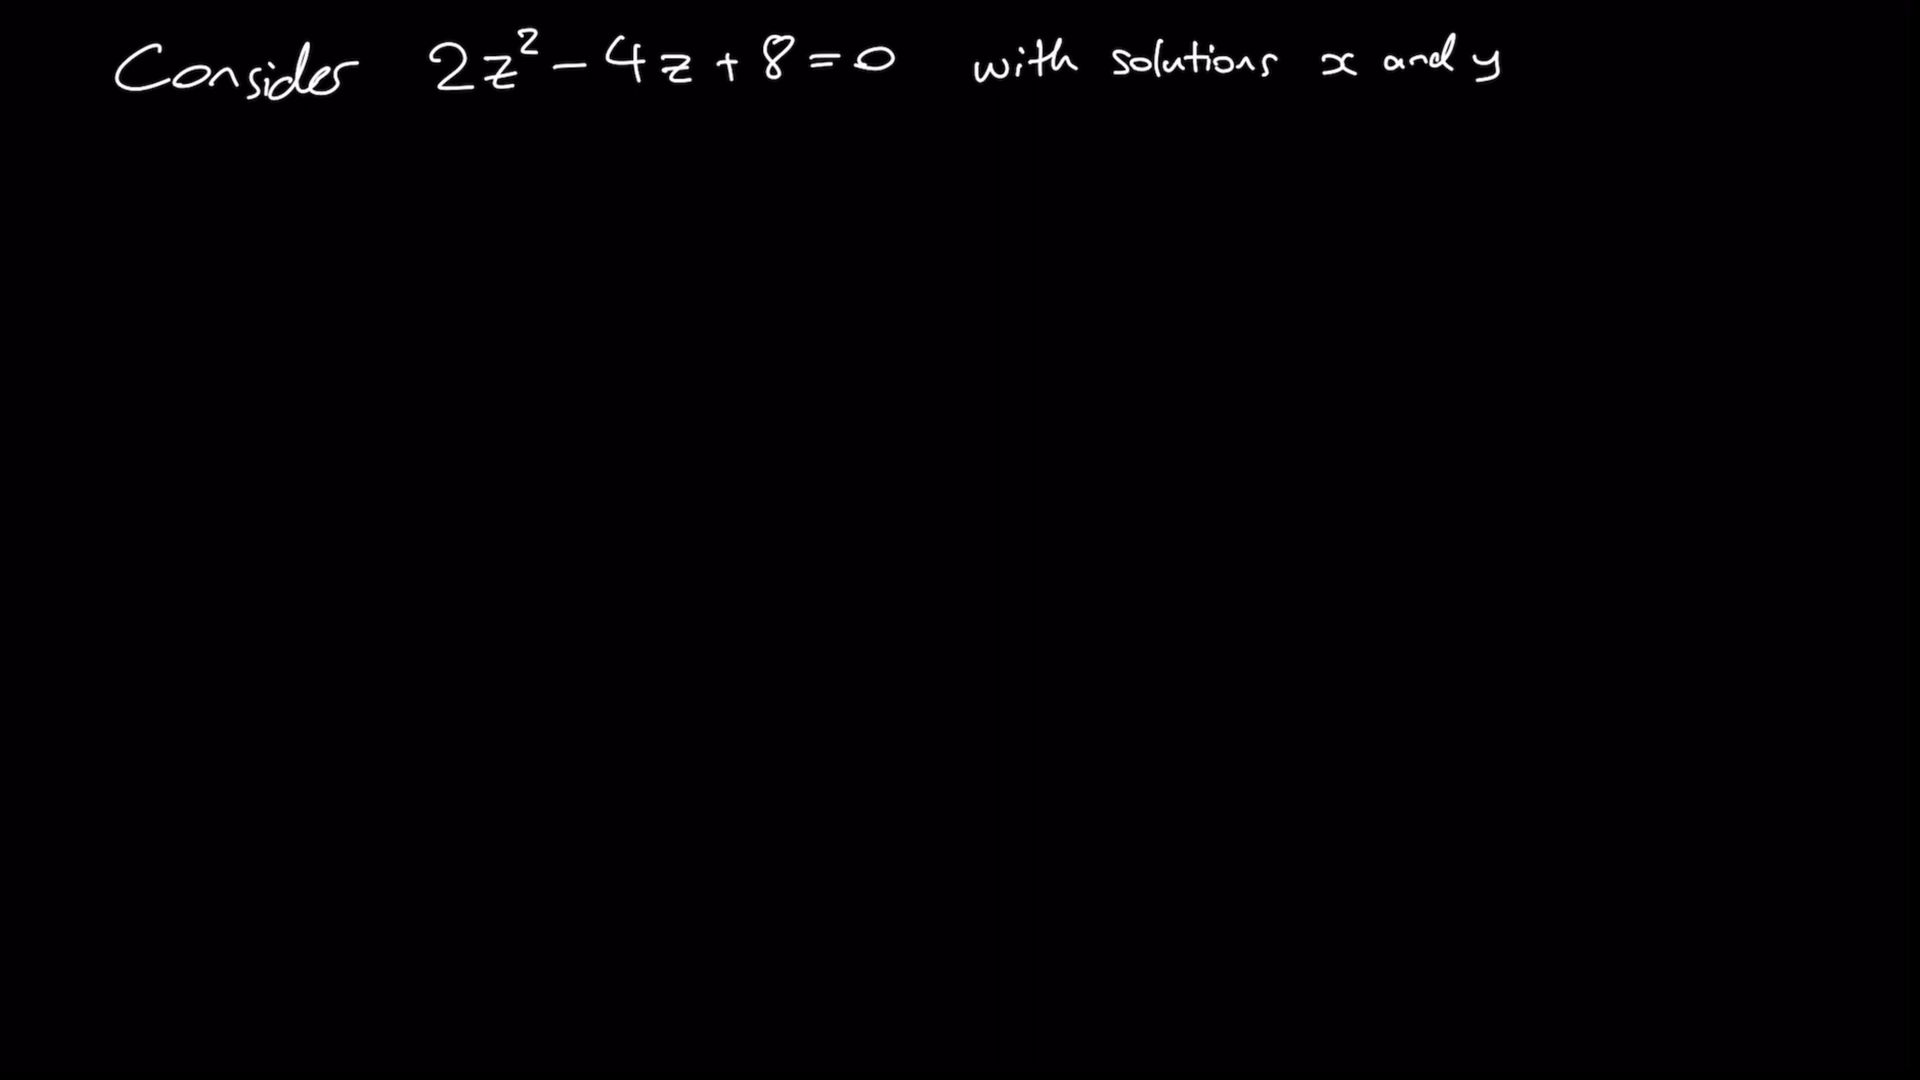 Consider 2z² - 4z + 8 = 0 with solutions x and y